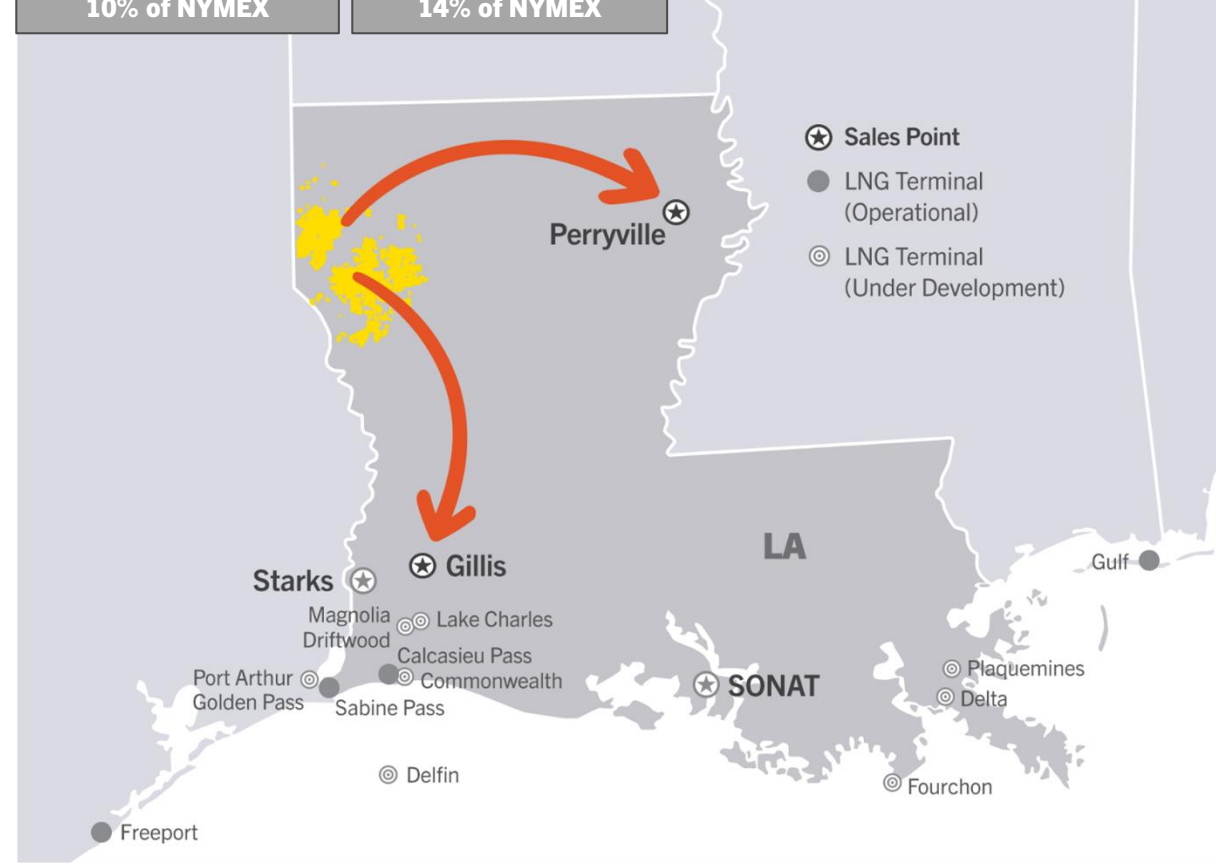 10% of NYMEX
14% of NYMEX
Sales Point
LNG Terminal
(Operational)
LNG Terminal
(Under Development)
Perryville
LA
Gillis
Starks
Magnolia
Driftwood
Lake Charles
Calcasieu Pass
Commonwealth
Port Arthur
Golden Pass
Sabine Pass
SONAT
Gulf
Plaquemines
Delta
Delfin
Fourchon
Freeport